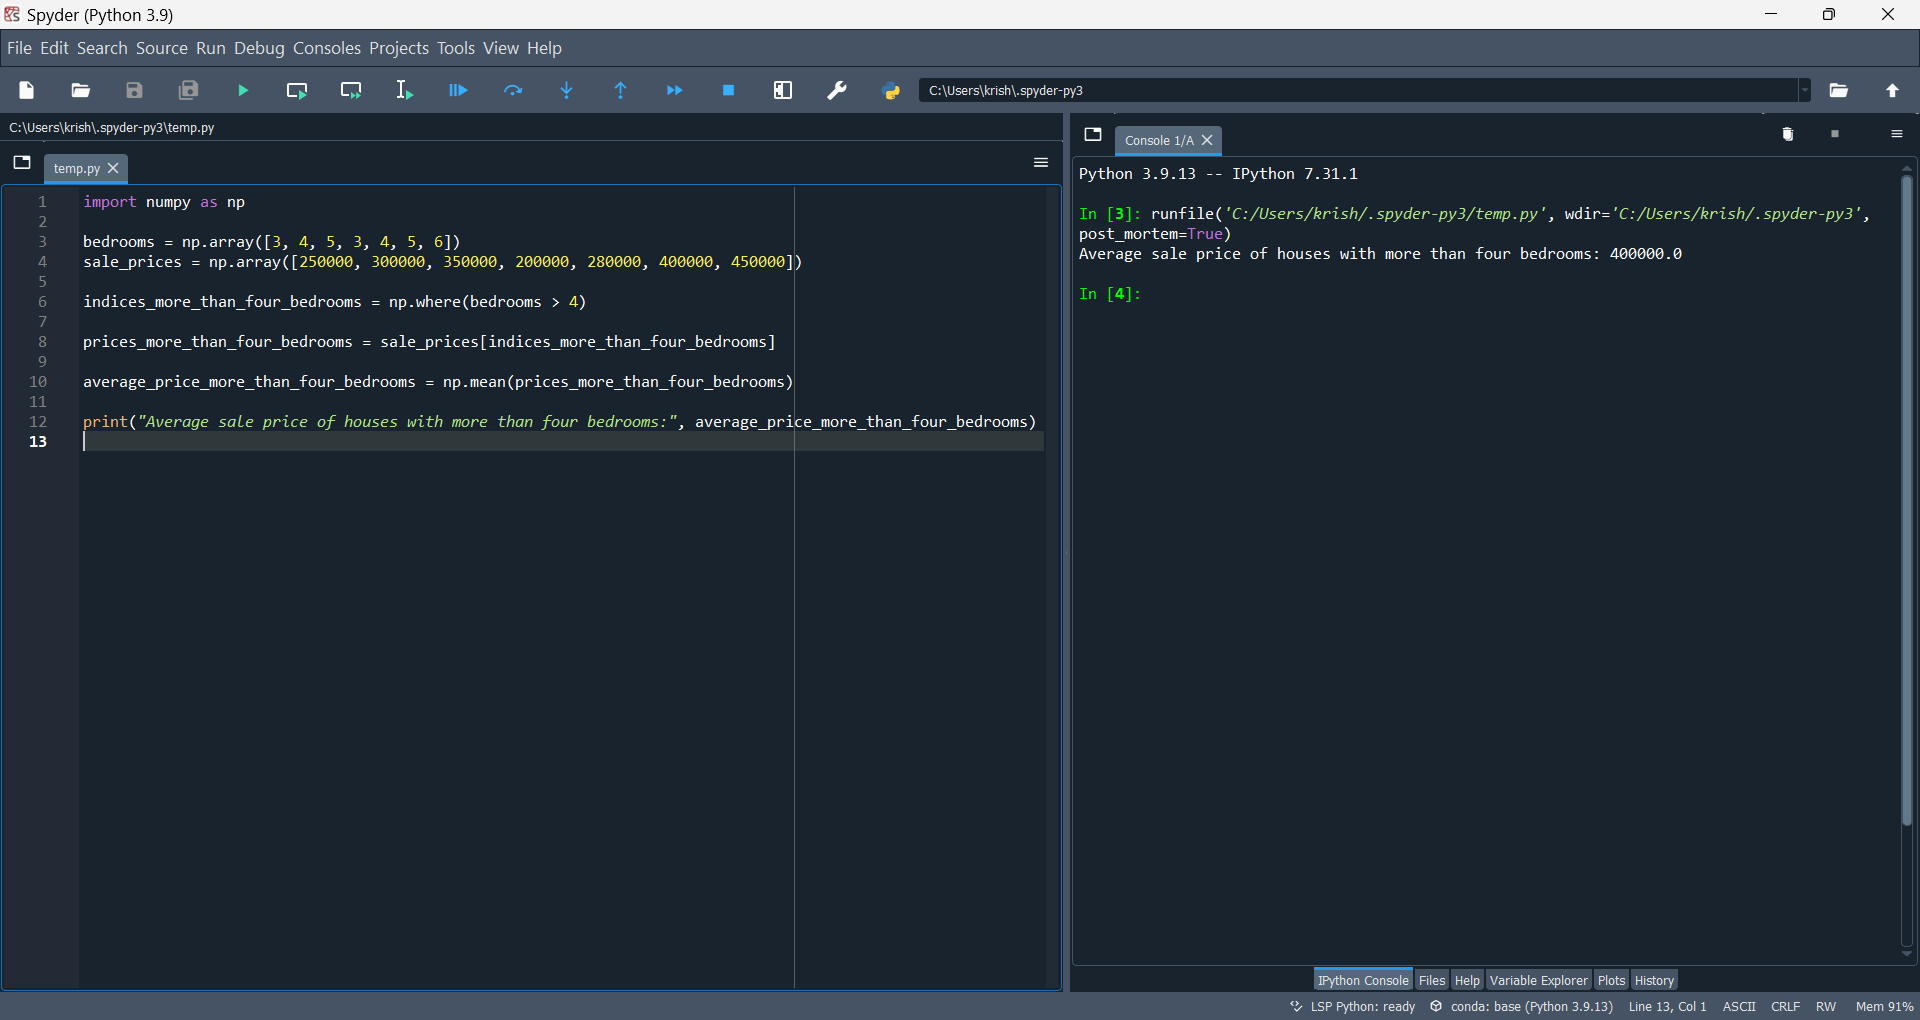 Spyder (Python 3.9)
File Edit Search Source Run Debug Consoles Projects Tools View Help
C:\Users\krish\.spyder-py3
C:\Users\krish\.spyder-py3\temp.py
temp.py
1 import numpy as np
2
3 bedrooms = np.array([3, 4, 5, 3, 4, 5, 6])
4 sale_prices = np.array([250000, 300000, 350000, 200000, 280000, 400000, 450000])
5
6 indices_more_than_four_bedrooms = np.where(bedrooms > 4)
7
8 prices_more_than_four_bedrooms = sale_prices[indices_more_than_four_bedrooms]
9
10 average_price_more_than_four_bedrooms = np.mean(prices_more_than_four_bedrooms)
11
12 print("Average sale price of houses with more than four bedrooms:", average_price_more_than_four_bedrooms)
13
Console 1/A
Python 3.9.13 -- IPython 7.31.1
In [3]: runfile('C:/Users/krish/.spyder-py3/temp.py', wdir='C:/Users/krish/.spyder-py3',
post_mortem=True)
Average sale price of houses with more than four bedrooms: 400000.0
In [4]:
IPython Console Files Help Variable Explorer Plots History
LSP Python: ready conda: base (Python 3.9.13) Line 13, Col 1 ASCII CRLF RW Mem 91%